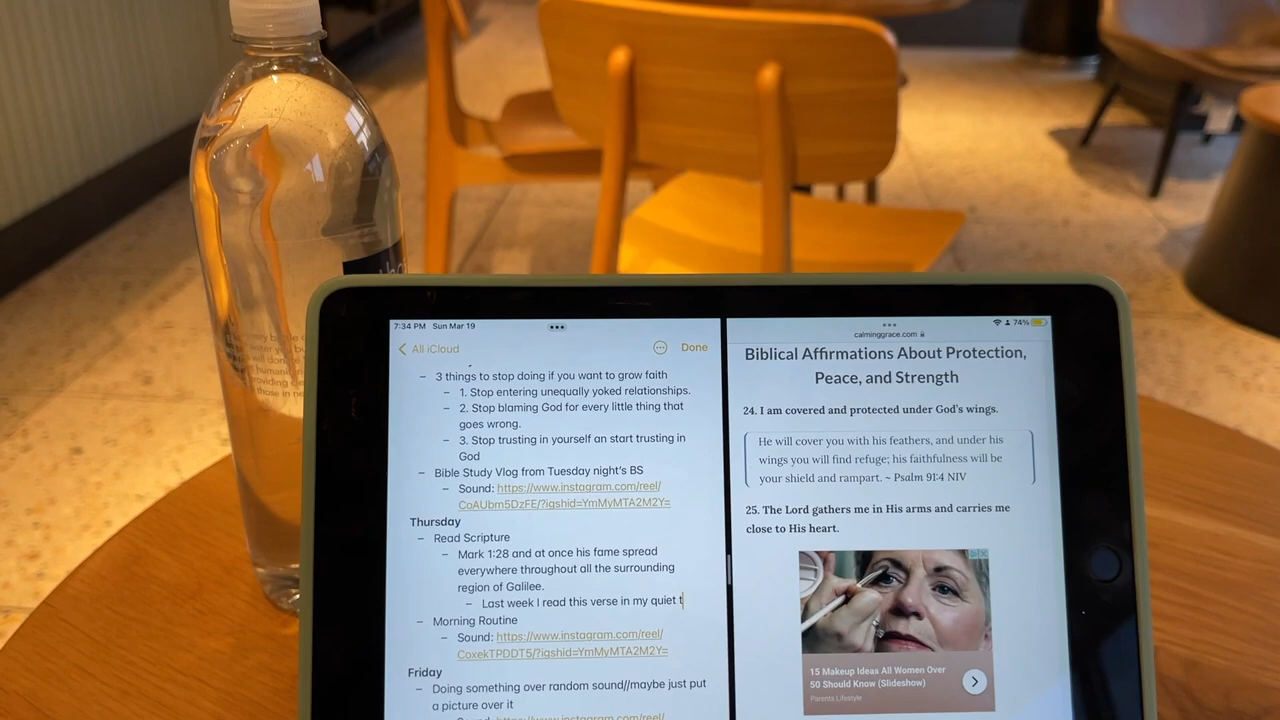 7:34 PM Sun Mar 19
All iCloud
Done
– 3 things to stop doing if you want to grow faith
– 1. Stop entering unequally yoked relationships.
– 2. Stop blaming God for every little thing that
goes wrong.
– 3. Stop trusting in yourself an start trusting in
God
– Bible Study Vlog from Tuesday night's BS
– Sound: https://www.instagram.com/reel/
CoAUbm5DzFE/?igshid=YmMyMTA2M2Y=
Thursday
– Read Scripture
– Mark 1:28 and at once his fame spread
everywhere throughout all the surrounding
region of Galilee.
– Last week I read this verse in my quiet t
– Morning Routine
– Sound: https://www.instagram.com/reel/
CoxekTPDDT5/?igshid=YmMyMTA2M2Y=
Friday
– Doing something over random sound//maybe just put
a picture over it
– Sound: https://www.instagram.com/reel/
74%
calminggrace.com
Biblical Affirmations About Protection,
Peace, and Strength
24. I am covered and protected under God's wings.
He will cover you with his feathers, and under his
wings you will find refuge; his faithfulness will be
your shield and rampart. ~ Psalm 91:4 NIV
25. The Lord gathers me in His arms and carries me
close to His heart.
15 Makeup Ideas All Women Over
50 Should Know (Slideshow)
Parents Lifestyle